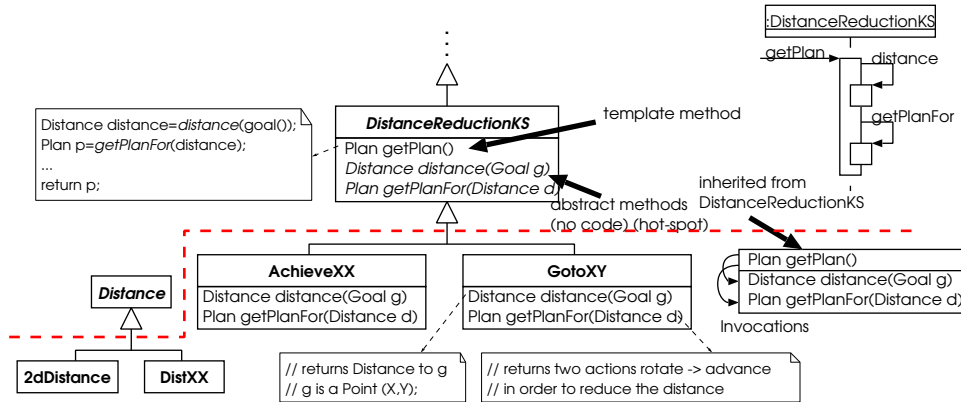 :DistanceReductionKS
getPlan
distance
getPlanFor
Distance distance=distance(goal());
Plan p=getPlanFor(distance);
...
return p;
DistanceReductionKS
Plan getPlan()
Distance distance(Goal g)
Plan getPlanFor(Distance d)
template method
abstract methods
(no code) (hot-spot)
inherited from
DistanceReductionKS
Plan getPlan()
Distance distance(Goal g)
Plan getPlanFor(Distance d)
Invocations
AchieveXX
Distance distance(Goal g)
Plan getPlanFor(Distance d)
GotoXY
Distance distance(Goal g)
Plan getPlanFor(Distance d)
Distance
2dDistance
DistXX
// returns Distance to g
// g is a Point (X,Y);
// returns two actions rotate -> advance
// in order to reduce the distance